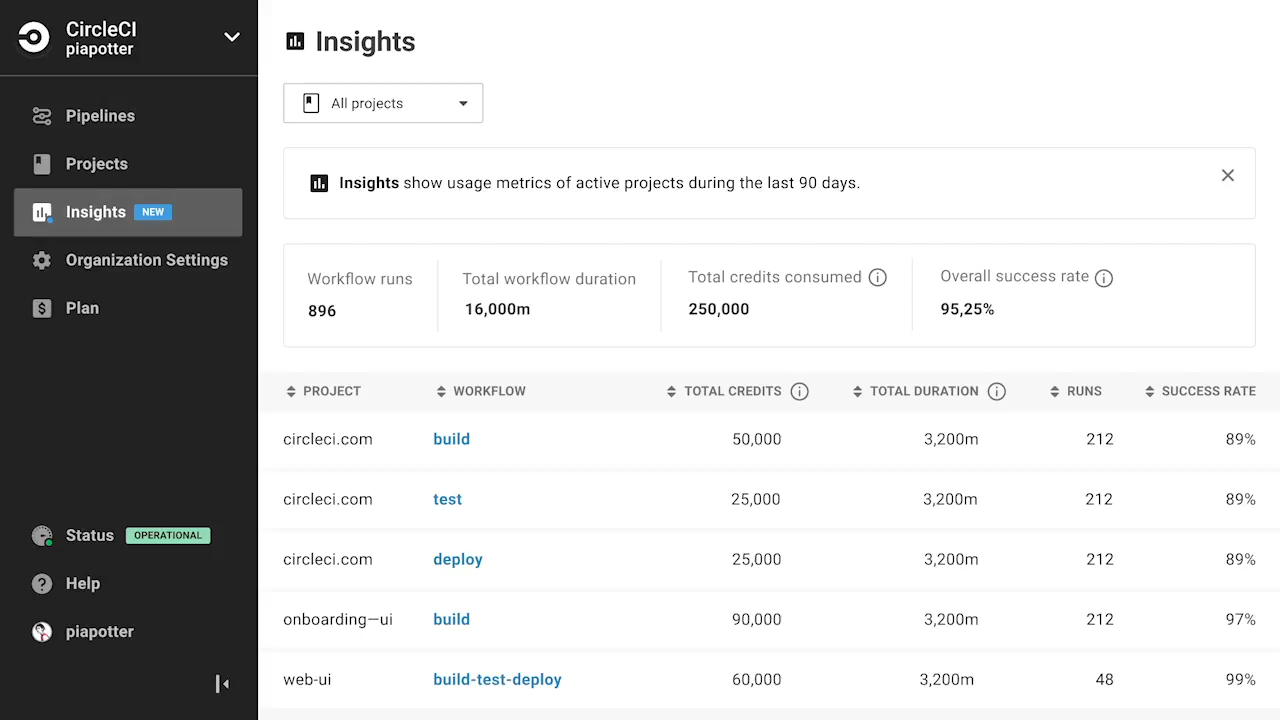 CircleCI
piapotter
Pipelines
Projects
Insights NEW
Organization Settings
Plan
Status OPERATIONAL
Help
piapotter
Insights
All projects
Insights show usage metrics of active projects during the last 90 days.
Workflow runs
896
Total workflow duration
16,000m
Total credits consumed
250,000
Overall success rate
95,25%
PROJECT WORKFLOW TOTAL CREDITS TOTAL DURATION RUNS SUCCESS RATE
circleci.com build 50,000 3,200m 212 89%
circleci.com test 25,000 3,200m 212 89%
circleci.com deploy 25,000 3,200m 212 89%
onboarding—ui build 90,000 3,200m 212 97%
web-ui build-test-deploy 60,000 3,200m 48 99%